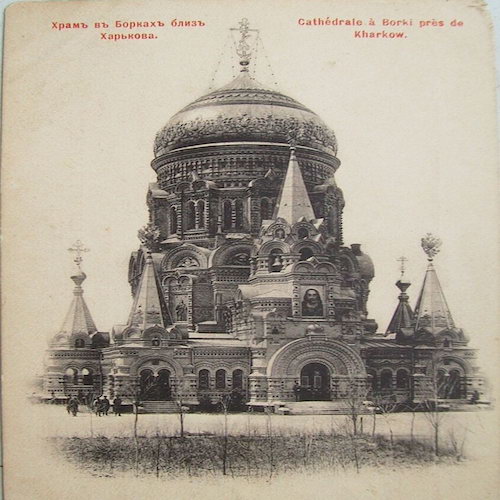 Храмъ въ Боркахъ близъ
Харькова.
Cathédrale à Borki près de
Kharkow.